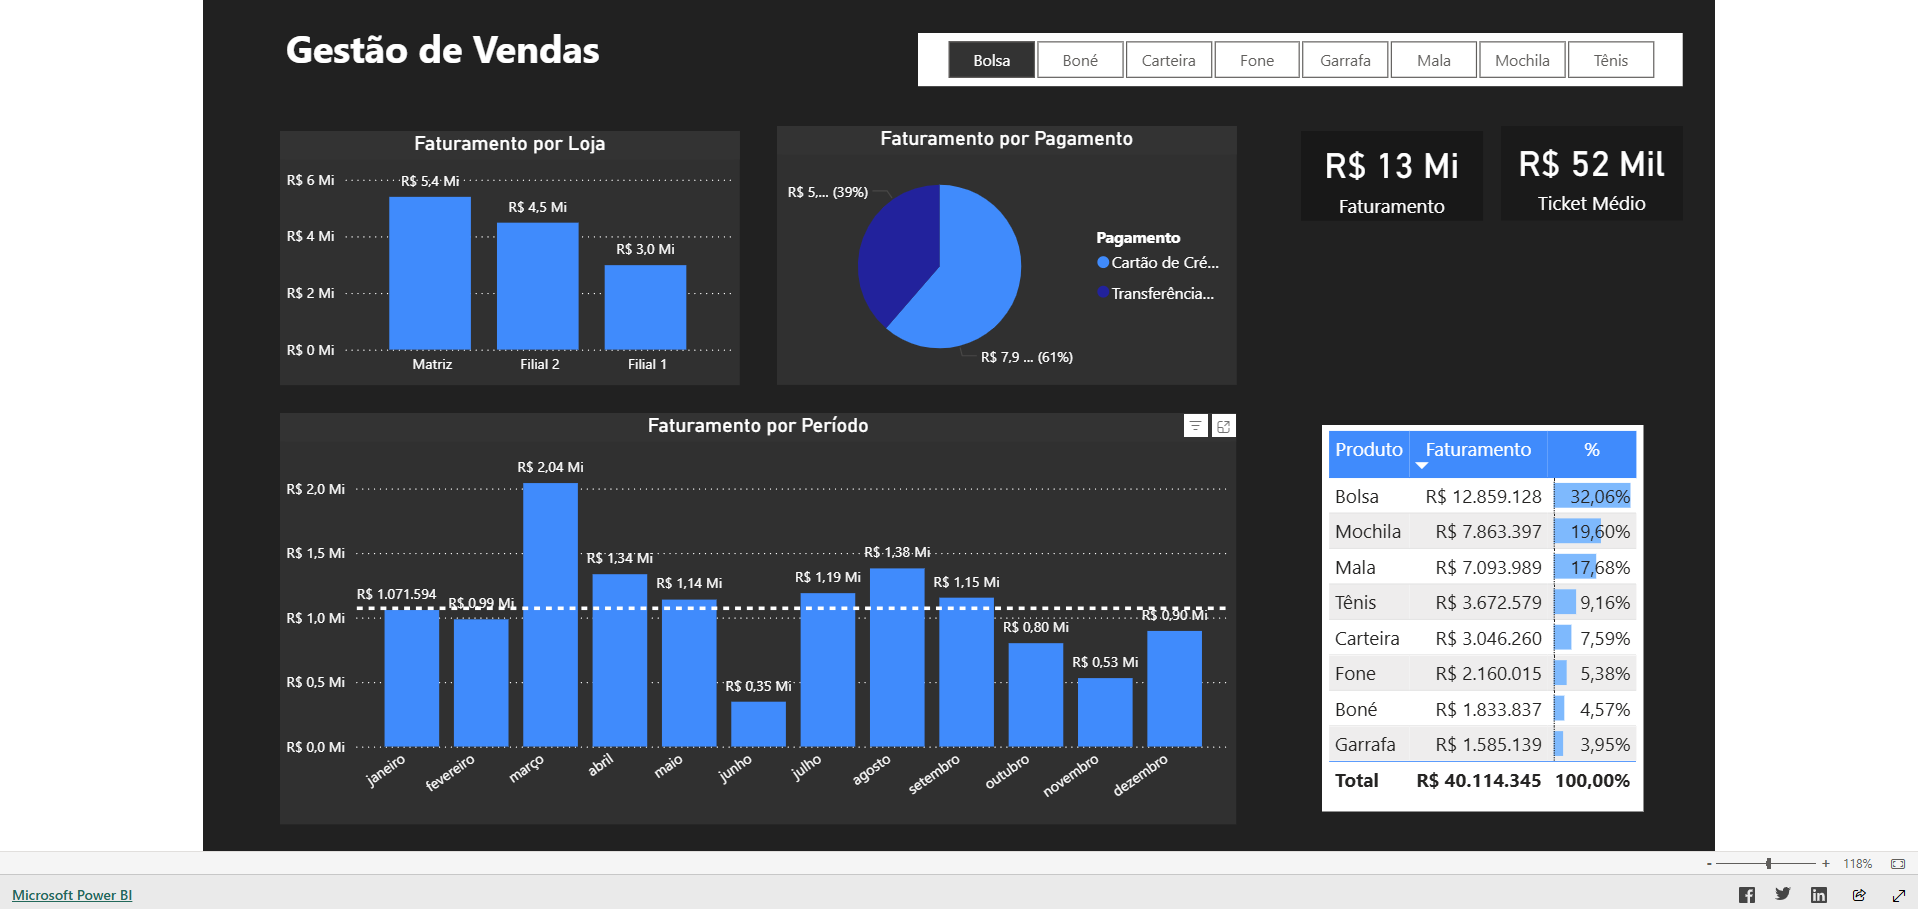 Gestão de Vendas
Bolsa Boné Carteira Fone Garrafa Mala Mochila Tênis
Faturamento por Loja
R$ 6 Mi
R$ 4 Mi
R$ 2 Mi
R$ 0 Mi
R$ 5,4 Mi
R$ 4,5 Mi
R$ 3,0 Mi
Matriz Filial 2 Filial 1
Faturamento por Pagamento
R$ 5,... (39%)
R$ 7,9 ... (61%)
Pagamento
Cartão de Cré...
Transferência...
R$ 13 Mi
Faturamento
R$ 52 Mil
Ticket Médio
Faturamento por Período
R$ 2,0 Mi
R$ 1,5 Mi
R$ 1,0 Mi
R$ 0,5 Mi
R$ 0,0 Mi
R$ 1.071.594
R$ 0,99 Mi
R$ 2,04 Mi
R$ 1,34 Mi
R$ 1,14 Mi
R$ 0,35 Mi
R$ 1,19 Mi
R$ 1,38 Mi
R$ 1,15 Mi
R$ 0,80 Mi
R$ 0,53 Mi
R$ 0,90 Mi
janeiro fevereiro março abril maio junho julho agosto setembro outubro novembro dezembro
Produto Faturamento %
Bolsa R$ 12.859.128 32,06%
Mochila R$ 7.863.397 19,60%
Mala R$ 7.093.989 17,68%
Tênis R$ 3.672.579 9,16%
Carteira R$ 3.046.260 7,59%
Fone R$ 2.160.015 5,38%
Boné R$ 1.833.837 4,57%
Garrafa R$ 1.585.139 3,95%
Total R$ 40.114.345 100,00%
- + 118%
Microsoft Power BI